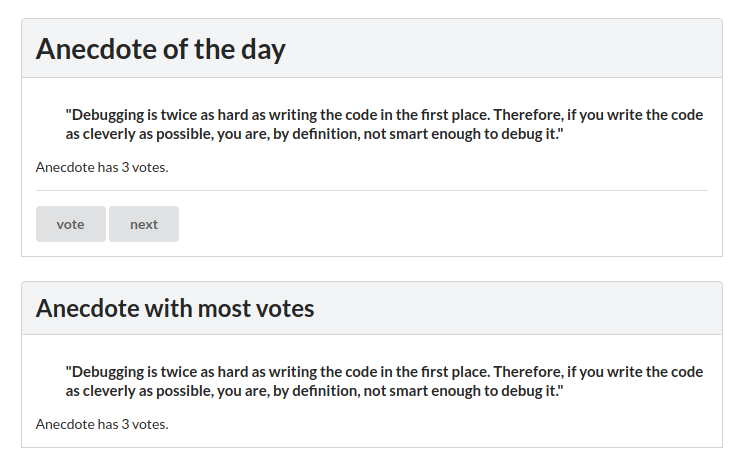 Anecdote of the day
"Debugging is twice as hard as writing the code in the first place. Therefore, if you write the code
as cleverly as possible, you are, by definition, not smart enough to debug it."
Anecdote has 3 votes.
vote next
Anecdote with most votes
"Debugging is twice as hard as writing the code in the first place. Therefore, if you write the code
as cleverly as possible, you are, by definition, not smart enough to debug it."
Anecdote has 3 votes.